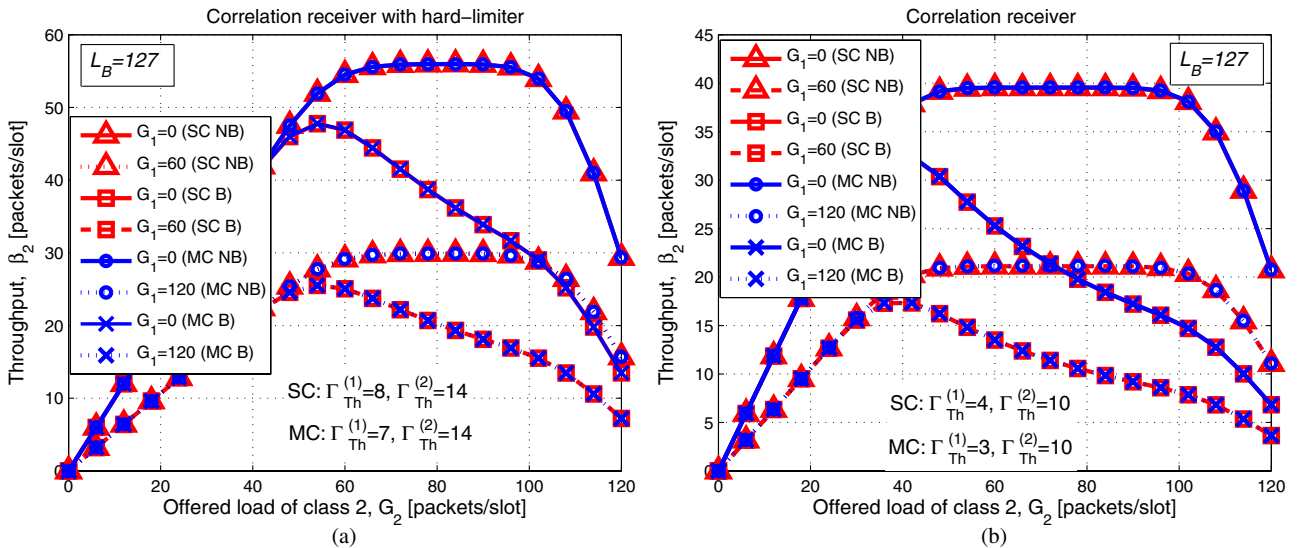 Correlation receiver with hard−limiter
L_B=127
G_1=0 (SC NB)
G_1=60 (SC NB)
G_1=0 (SC B)
G_1=60 (SC B)
G_1=0 (MC NB)
G_1=120 (MC NB)
G_1=0 (MC B)
G_1=120 (MC B)
SC: Γ_Th^(1)=8, Γ_Th^(2)=14
MC: Γ_Th^(1)=7, Γ_Th^(2)=14
Throughput, β_2 [packets/slot]
60
50
40
30
20
10
0
0 20 40 60 80 100 120
Offered load of class 2, G_2 [packets/slot]
(a)
Correlation receiver
L_B=127
G_1=0 (SC NB)
G_1=60 (SC NB)
G_1=0 (SC B)
G_1=60 (SC B)
G_1=0 (MC NB)
G_1=120 (MC NB)
G_1=0 (MC B)
G_1=120 (MC B)
SC: Γ_Th^(1)=4, Γ_Th^(2)=10
MC: Γ_Th^(1)=3, Γ_Th^(2)=10
Throughput, β_2 [packets/slot]
45
40
35
30
25
20
15
10
5
0
0 20 40 60 80 100 120
Offered load of class 2, G_2 [packets/slot]
(b)